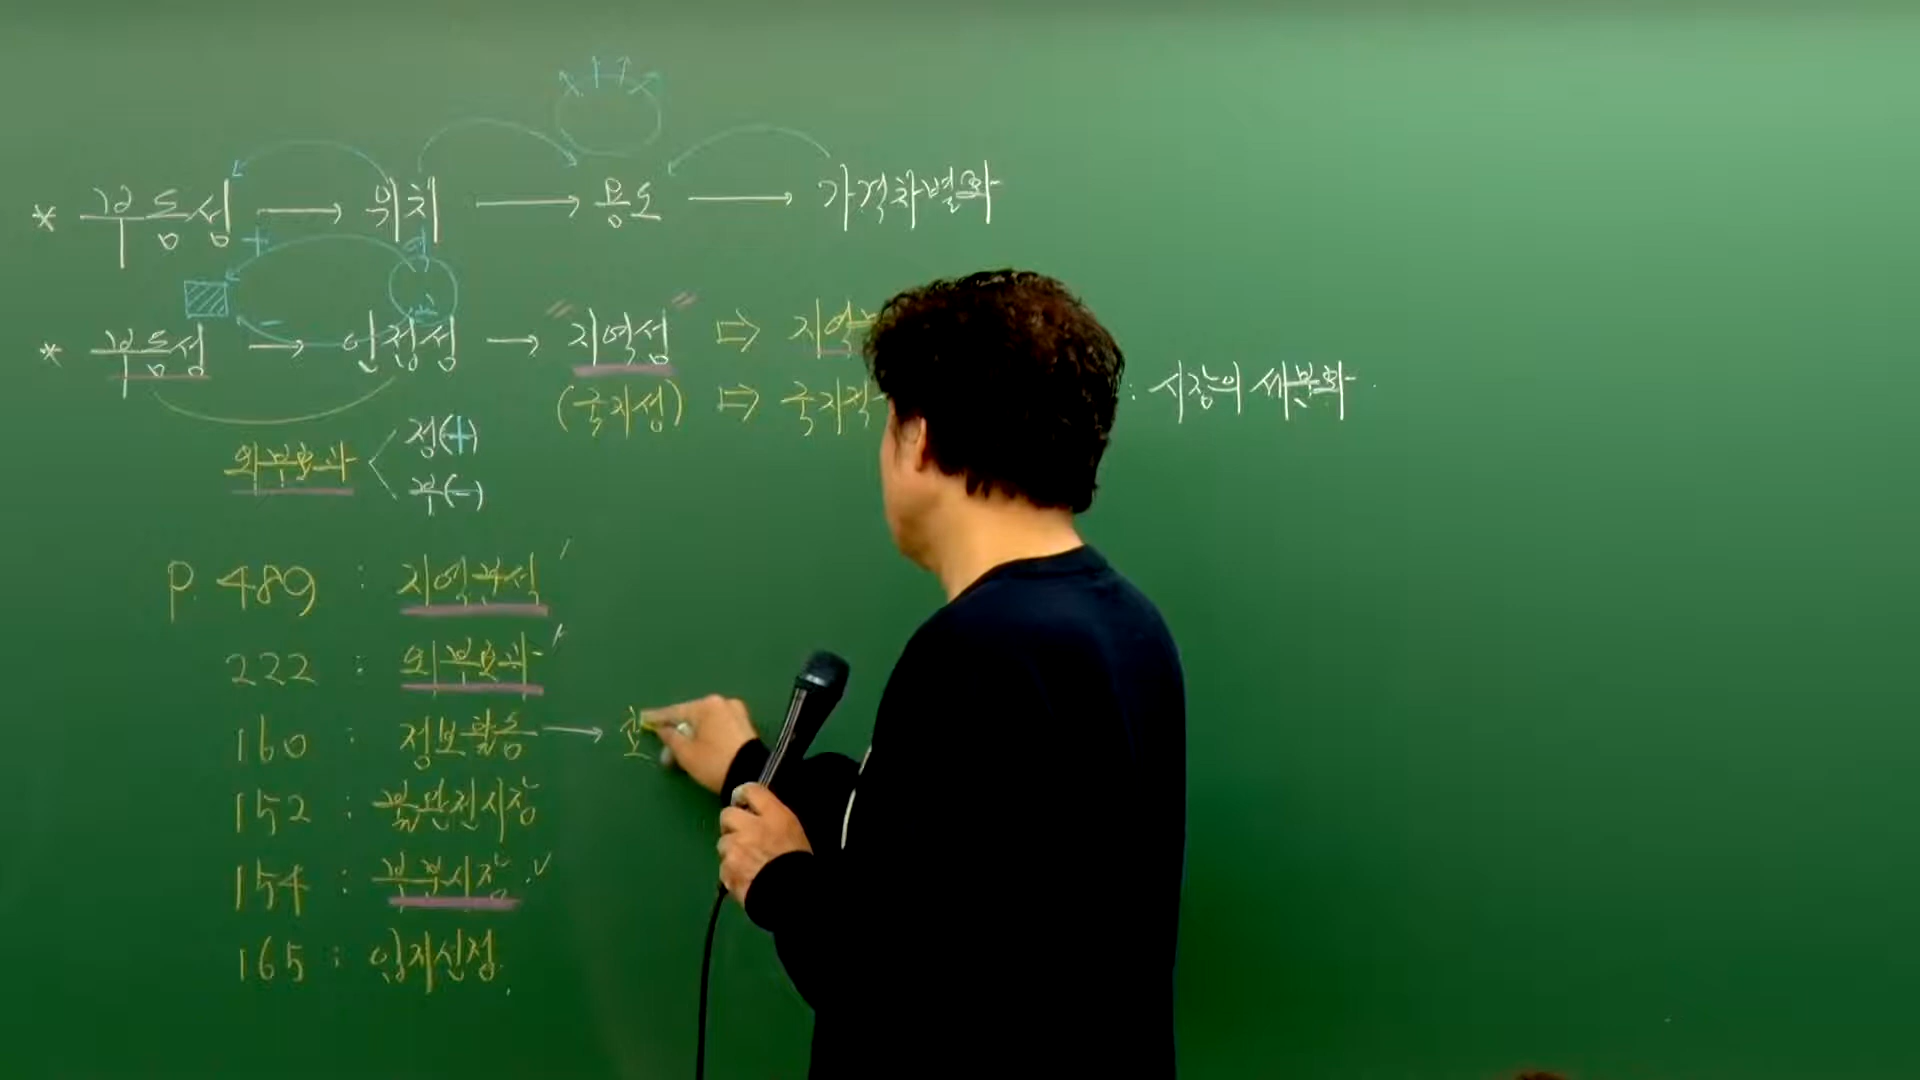 * 부동성 → 위치 → 용도 → 가격차별화
* 부동성 → 인접성 → "지역성" ⇨ 지역
(국지성) ⇨ 국지적 : 시장의 세분화.
외부효과 < 정(+) 부(-)
P. 489 : 지역분석
222 : 외부효과
160 : 정보활동 →
152 : 불완전시장
154 : 부분시장 ✓
165 : 입지선정.